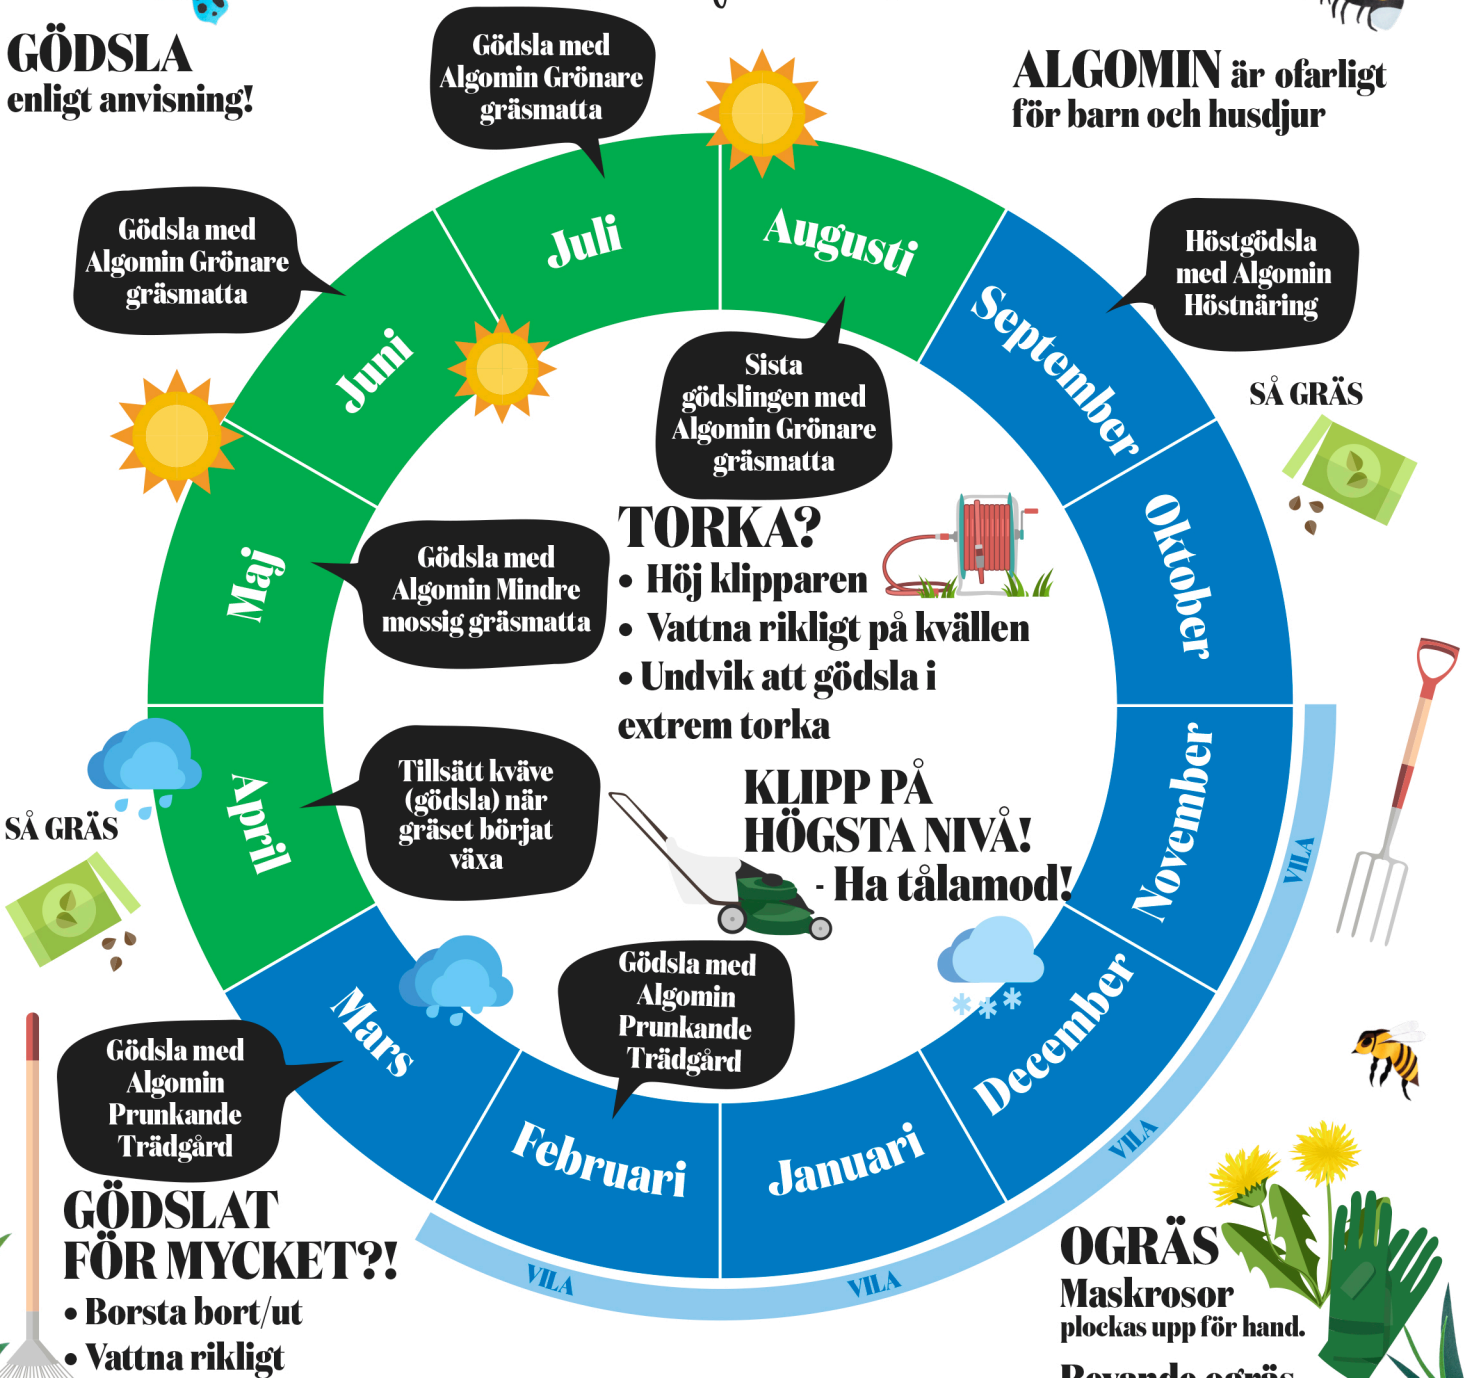 GÖDSLA
enligt anvisning!
Gödsla med
Algomin Grönare
gräsmatta
ALGOMIN är ofarligt
för barn och husdjur
Gödsla med
Algomin Grönare
gräsmatta
Juli
Augusti
Höstgödsla
med Algomin
Höstnäring
Juni
September
Sista
gödslingen med
Algomin Grönare
gräsmatta
SÅ GRÄS
Maj
Gödsla med
Algomin Mindre
mossig gräsmatta
TORKA?
• Höj klipparen
• Vattna rikligt på kvällen
• Undvik att gödsla i
extrem torka
Oktober
April
Tillsätt kväve
(gödsla) när
gräset börjat
växa
KLIPP PÅ
HÖGSTA NIVÅ!
- Ha tålamod!
November
VILA
SÅ GRÄS
Mars
Gödsla med
Algomin
Prunkande
Trädgård
December
VILA
Gödsla med
Algomin
Prunkande
Trädgård
Februari
Januari
VILA
VILA
GÖDSLAT
FÖR MYCKET?!
• Borsta bort/ut
• Vattna rikligt
OGRÄS
Maskrosor
plockas upp för hand.